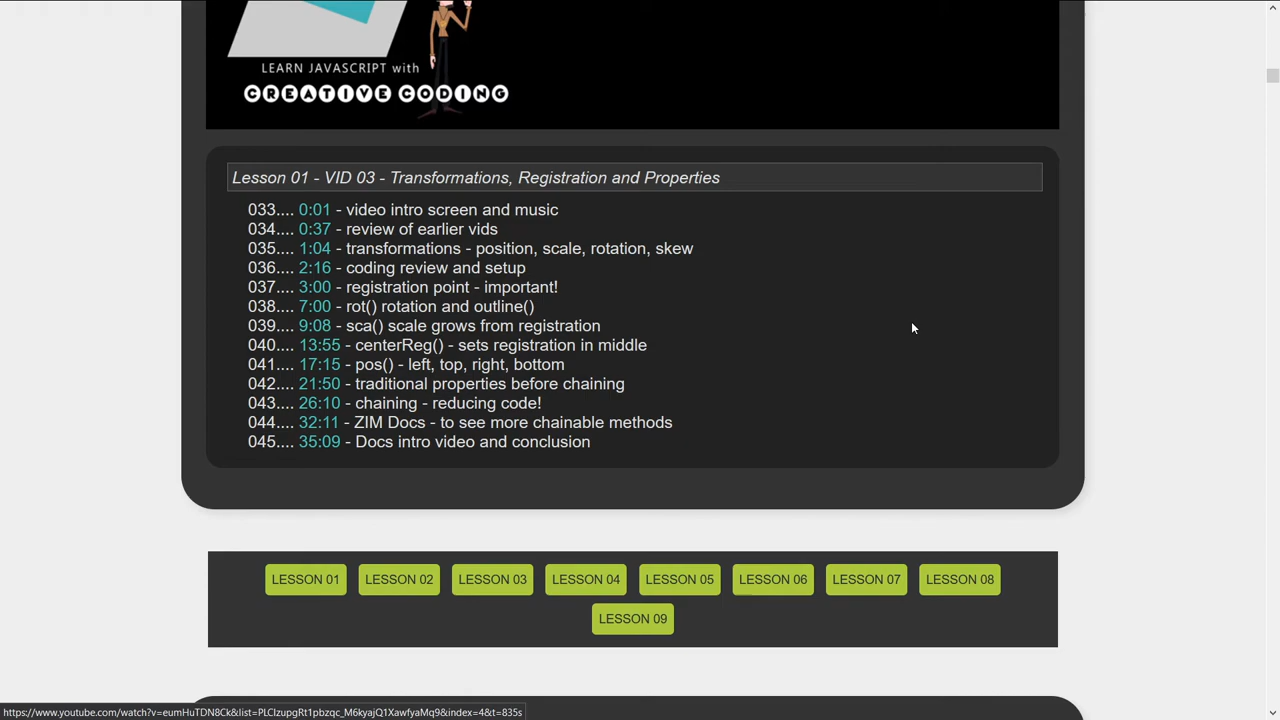 LEARN JAVASCRIPT with
CREATIVE CODING
Lesson 01 - VID 03 - Transformations, Registration and Properties
033.... 0:01 - video intro screen and music
034.... 0:37 - review of earlier vids
035.... 1:04 - transformations - position, scale, rotation, skew
036.... 2:16 - coding review and setup
037.... 3:00 - registration point - important!
038.... 7:00 - rot() rotation and outline()
039.... 9:08 - sca() scale grows from registration
040.... 13:55 - centerReg() - sets registration in middle
041.... 17:15 - pos() - left, top, right, bottom
042.... 21:50 - traditional properties before chaining
043.... 26:10 - chaining - reducing code!
044.... 32:11 - ZIM Docs - to see more chainable methods
045.... 35:09 - Docs intro video and conclusion
LESSON 01 LESSON 02 LESSON 03 LESSON 04 LESSON 05 LESSON 06 LESSON 07 LESSON 08
LESSON 09
https://www.youtube.com/watch?v=eumHuTDN8Ck&list=PLCIzupgRt1pbzqc_M6kyajQ1XawfyaMq9&index=4&t=835s